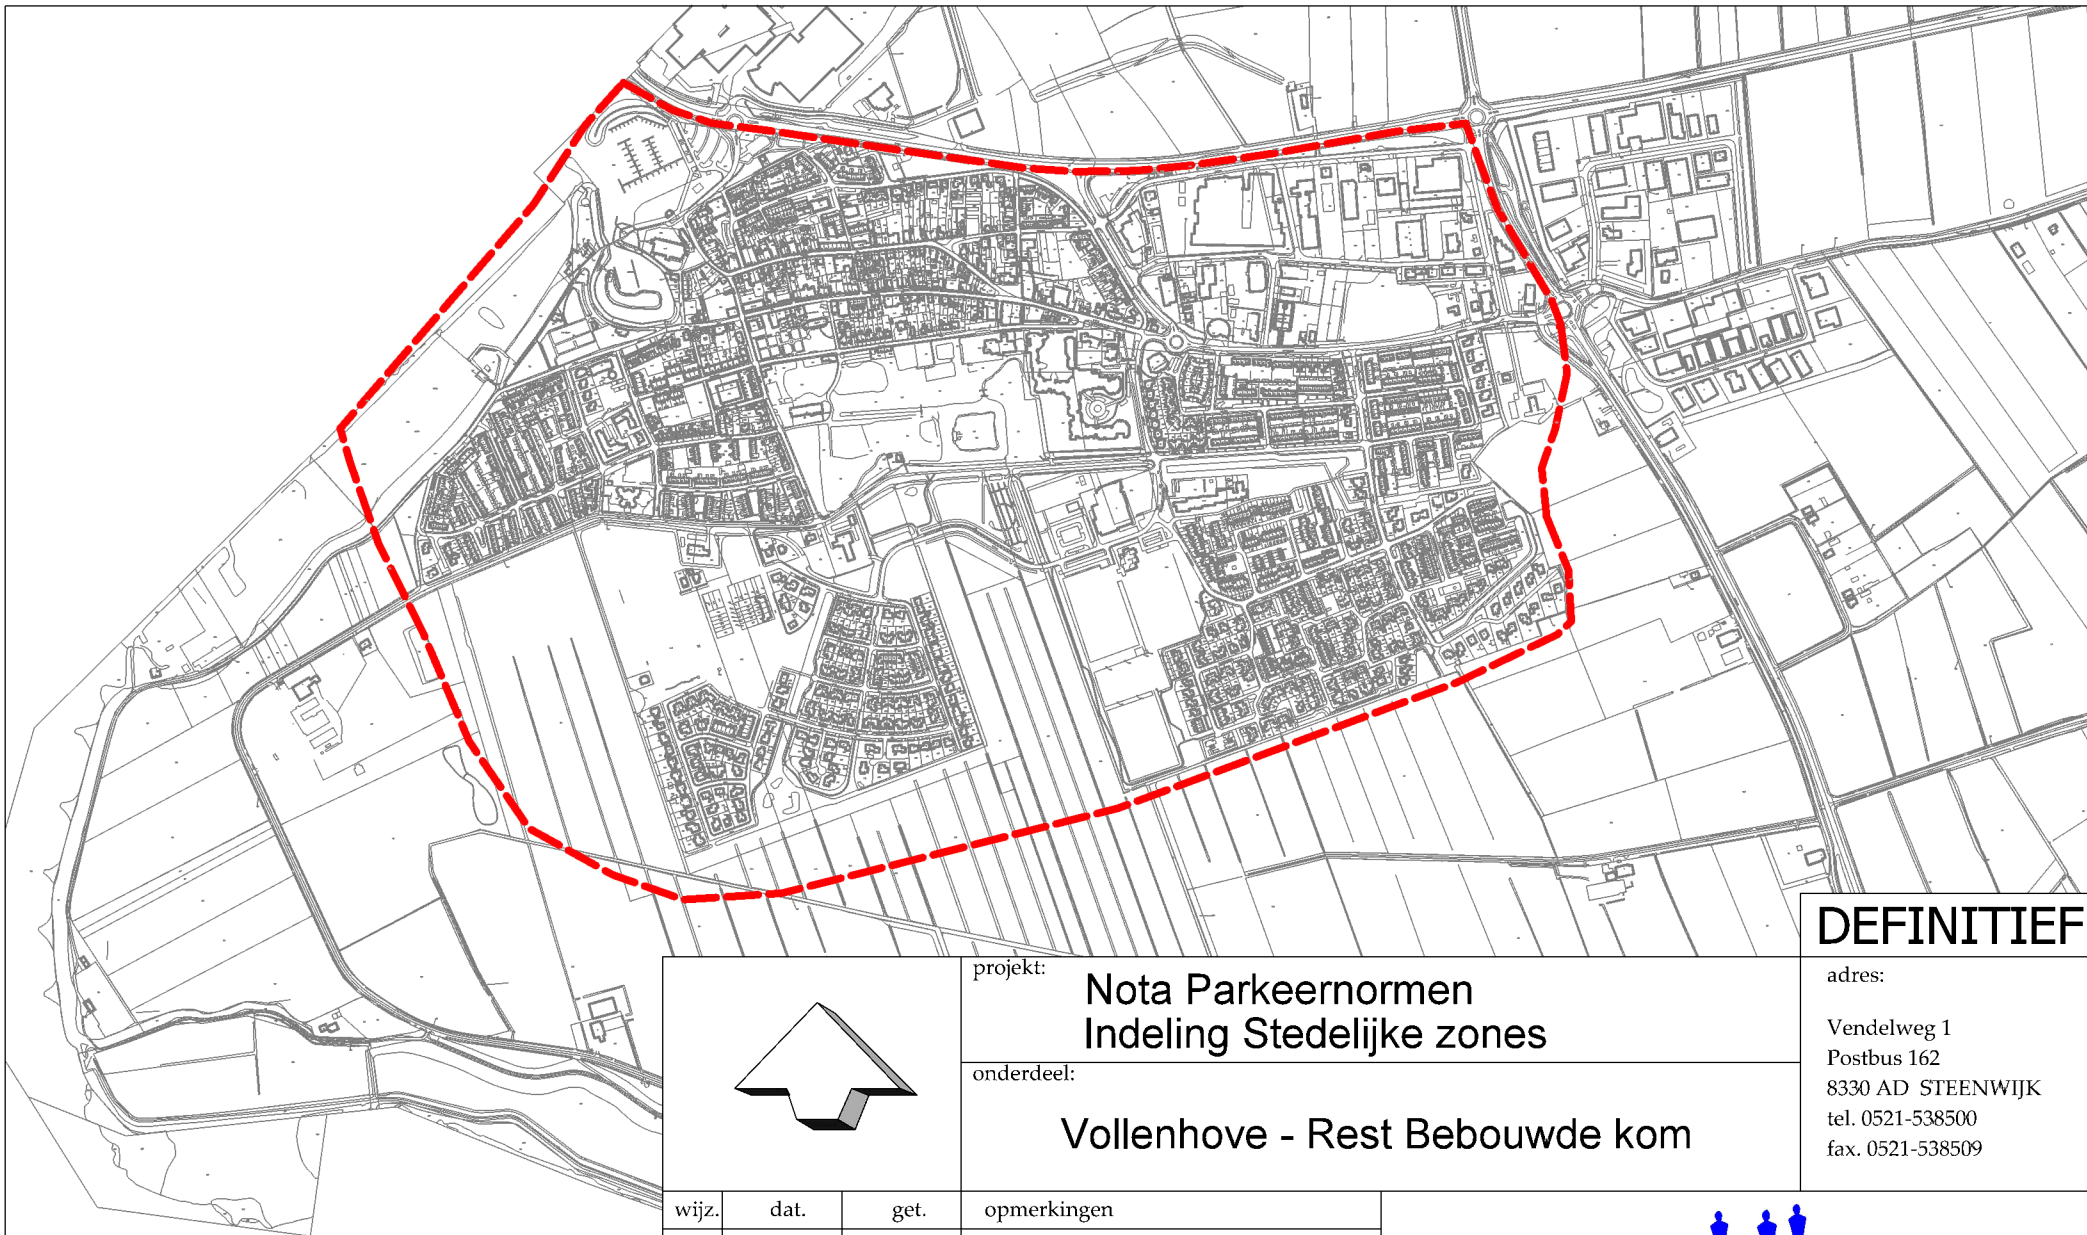 DEFINITIEF
projekt:
Nota Parkeernormen
Indeling Stedelijke zones
onderdeel:
Vollenhove - Rest Bebouwde kom
adres:
Vendelweg 1
Postbus 162
8330 AD STEENWIJK
tel. 0521-538500
fax. 0521-538509
wijz. dat. get. opmerkingen